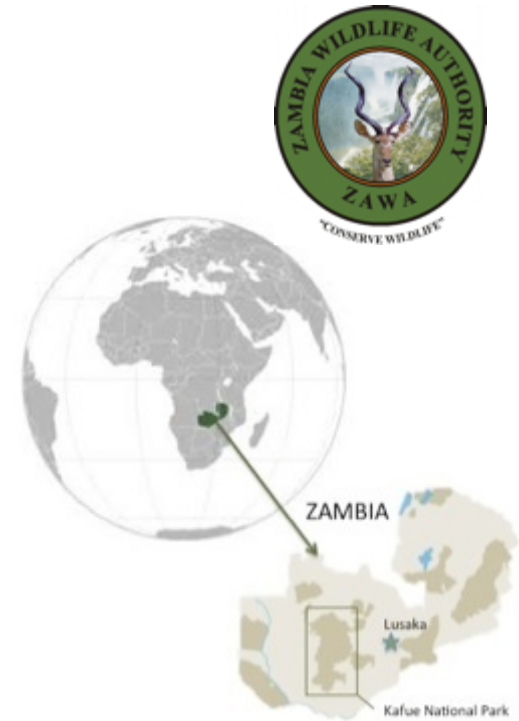 ZAMBIA WILDLIFE AUTHORITY
ZAWA
"CONSERVE WILDLIFE"
ZAMBIA
Lusaka
Kafue National Park